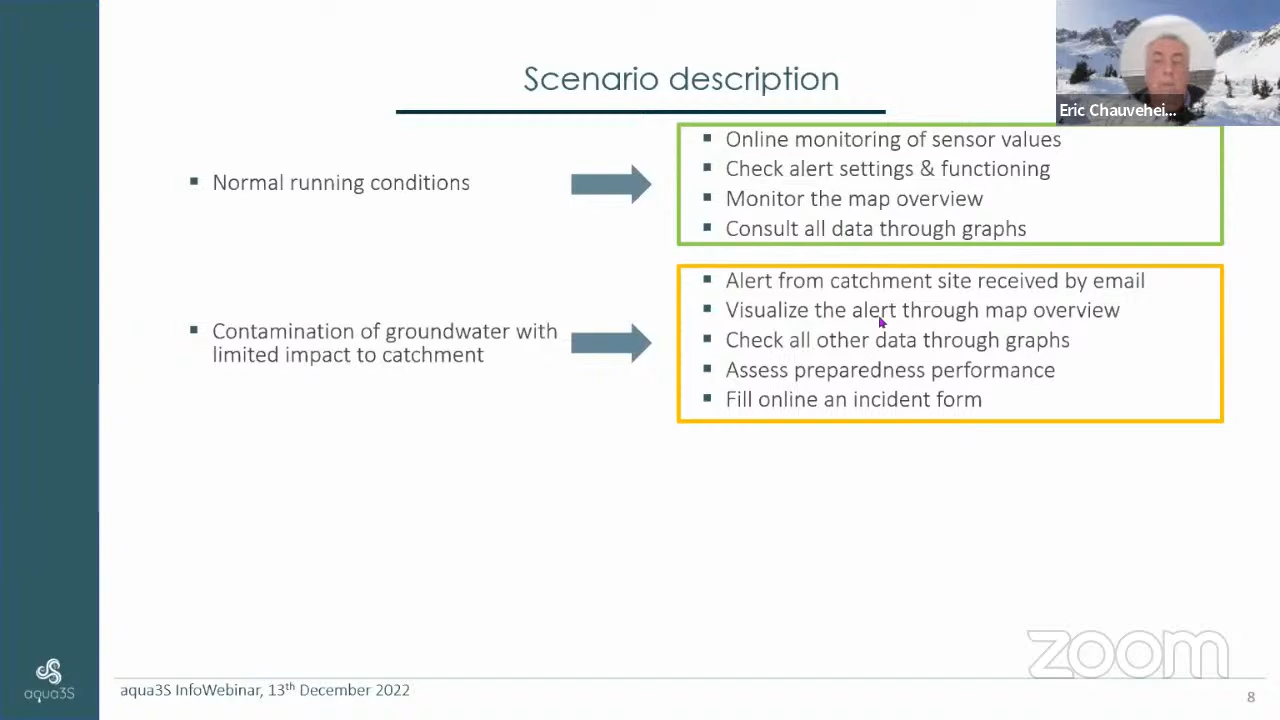 Scenario description
Eric Chauvehei...
Normal running conditions
Online monitoring of sensor values
Check alert settings & functioning
Monitor the map overview
Consult all data through graphs
Contamination of groundwater with
limited impact to catchment
Alert from catchment site received by email
Visualize the alert through map overview
Check all other data through graphs
Assess preparedness performance
Fill online an incident form
zoom
aqua3S
aqua3S InfoWebinar, 13th December 2022
8